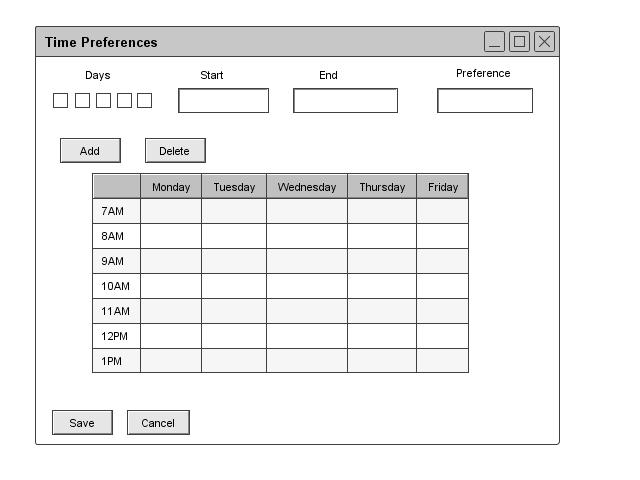 Time Preferences
Days Start End Preference
Add Delete
Monday Tuesday Wednesday Thursday Friday
7AM
8AM
9AM
10AM
11AM
12PM
1PM
Save Cancel